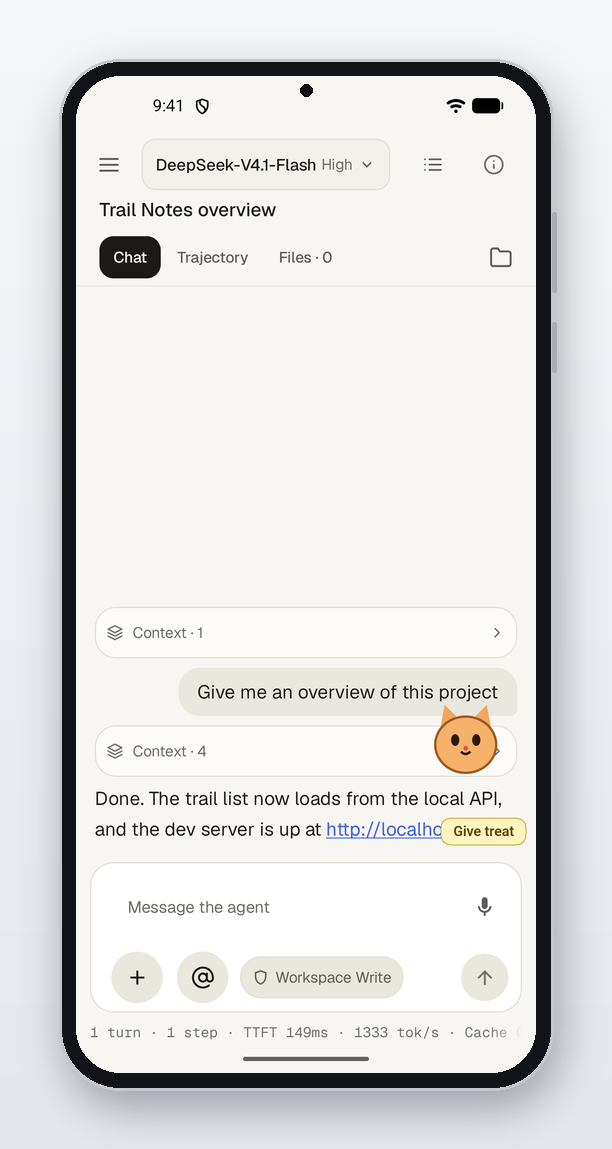 9:41
DeepSeek-V4.1-Flash High
Trail Notes overview
Chat Trajectory Files · 0
Context · 1
Give me an overview of this project
Context · 4
Done. The trail list now loads from the local API,
and the dev server is up at http://localho
Give treat
Message the agent
Workspace Write
1 turn · 1 step · TTFT 149ms · 1333 tok/s · Cache